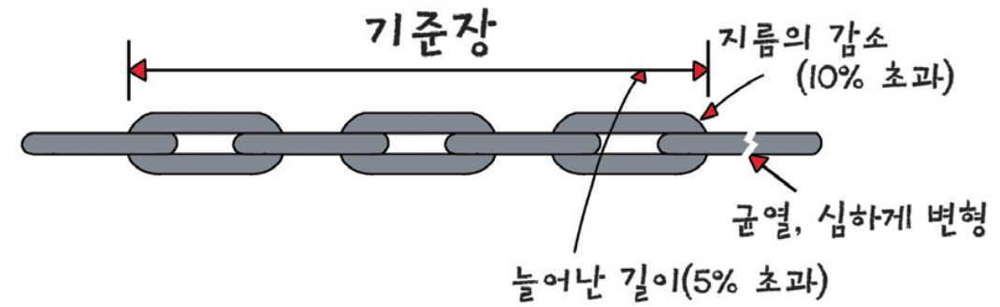 기준장
지름의 감소
(10% 초과)
균열, 심하게 변형
늘어난 길이(5% 초과)